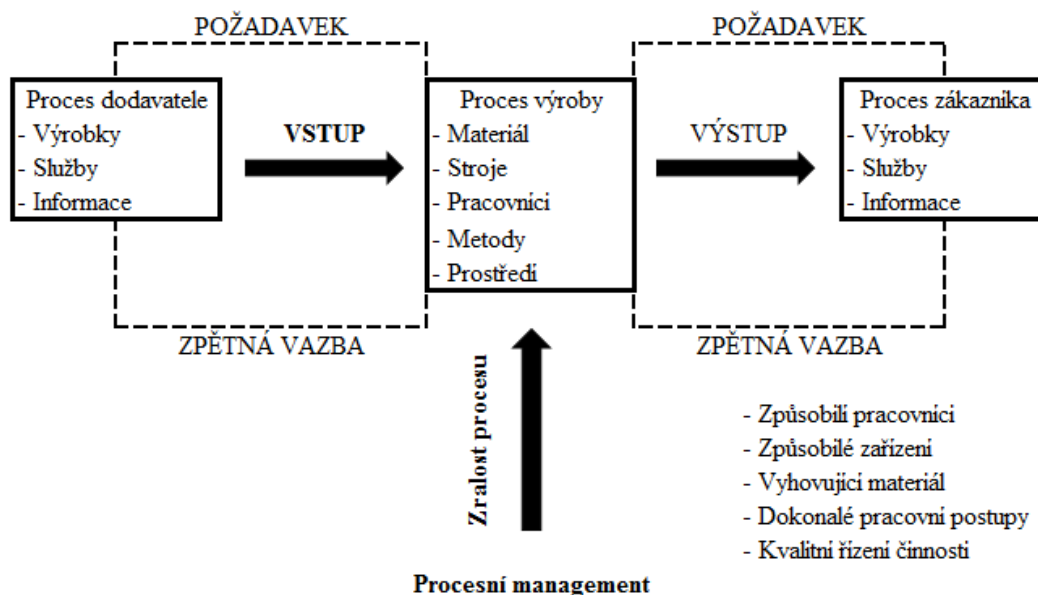 POŽADAVEK
POŽADAVEK
Proces dodavatele
- Výrobky
- Služby
- Informace
VSTUP
Proces výroby
- Materiál
- Stroje
- Pracovníci
- Metody
- Prostředí
VÝSTUP
Proces zákazníka
- Výrobky
- Služby
- Informace
ZPĚTNÁ VAZBA
ZPĚTNÁ VAZBA
Zralost procesu
- Způsobilí pracovníci
- Způsobilé zařízení
- Vyhovující materiál
- Dokonalé pracovní postupy
- Kvalitní řízení činnosti
Procesní management